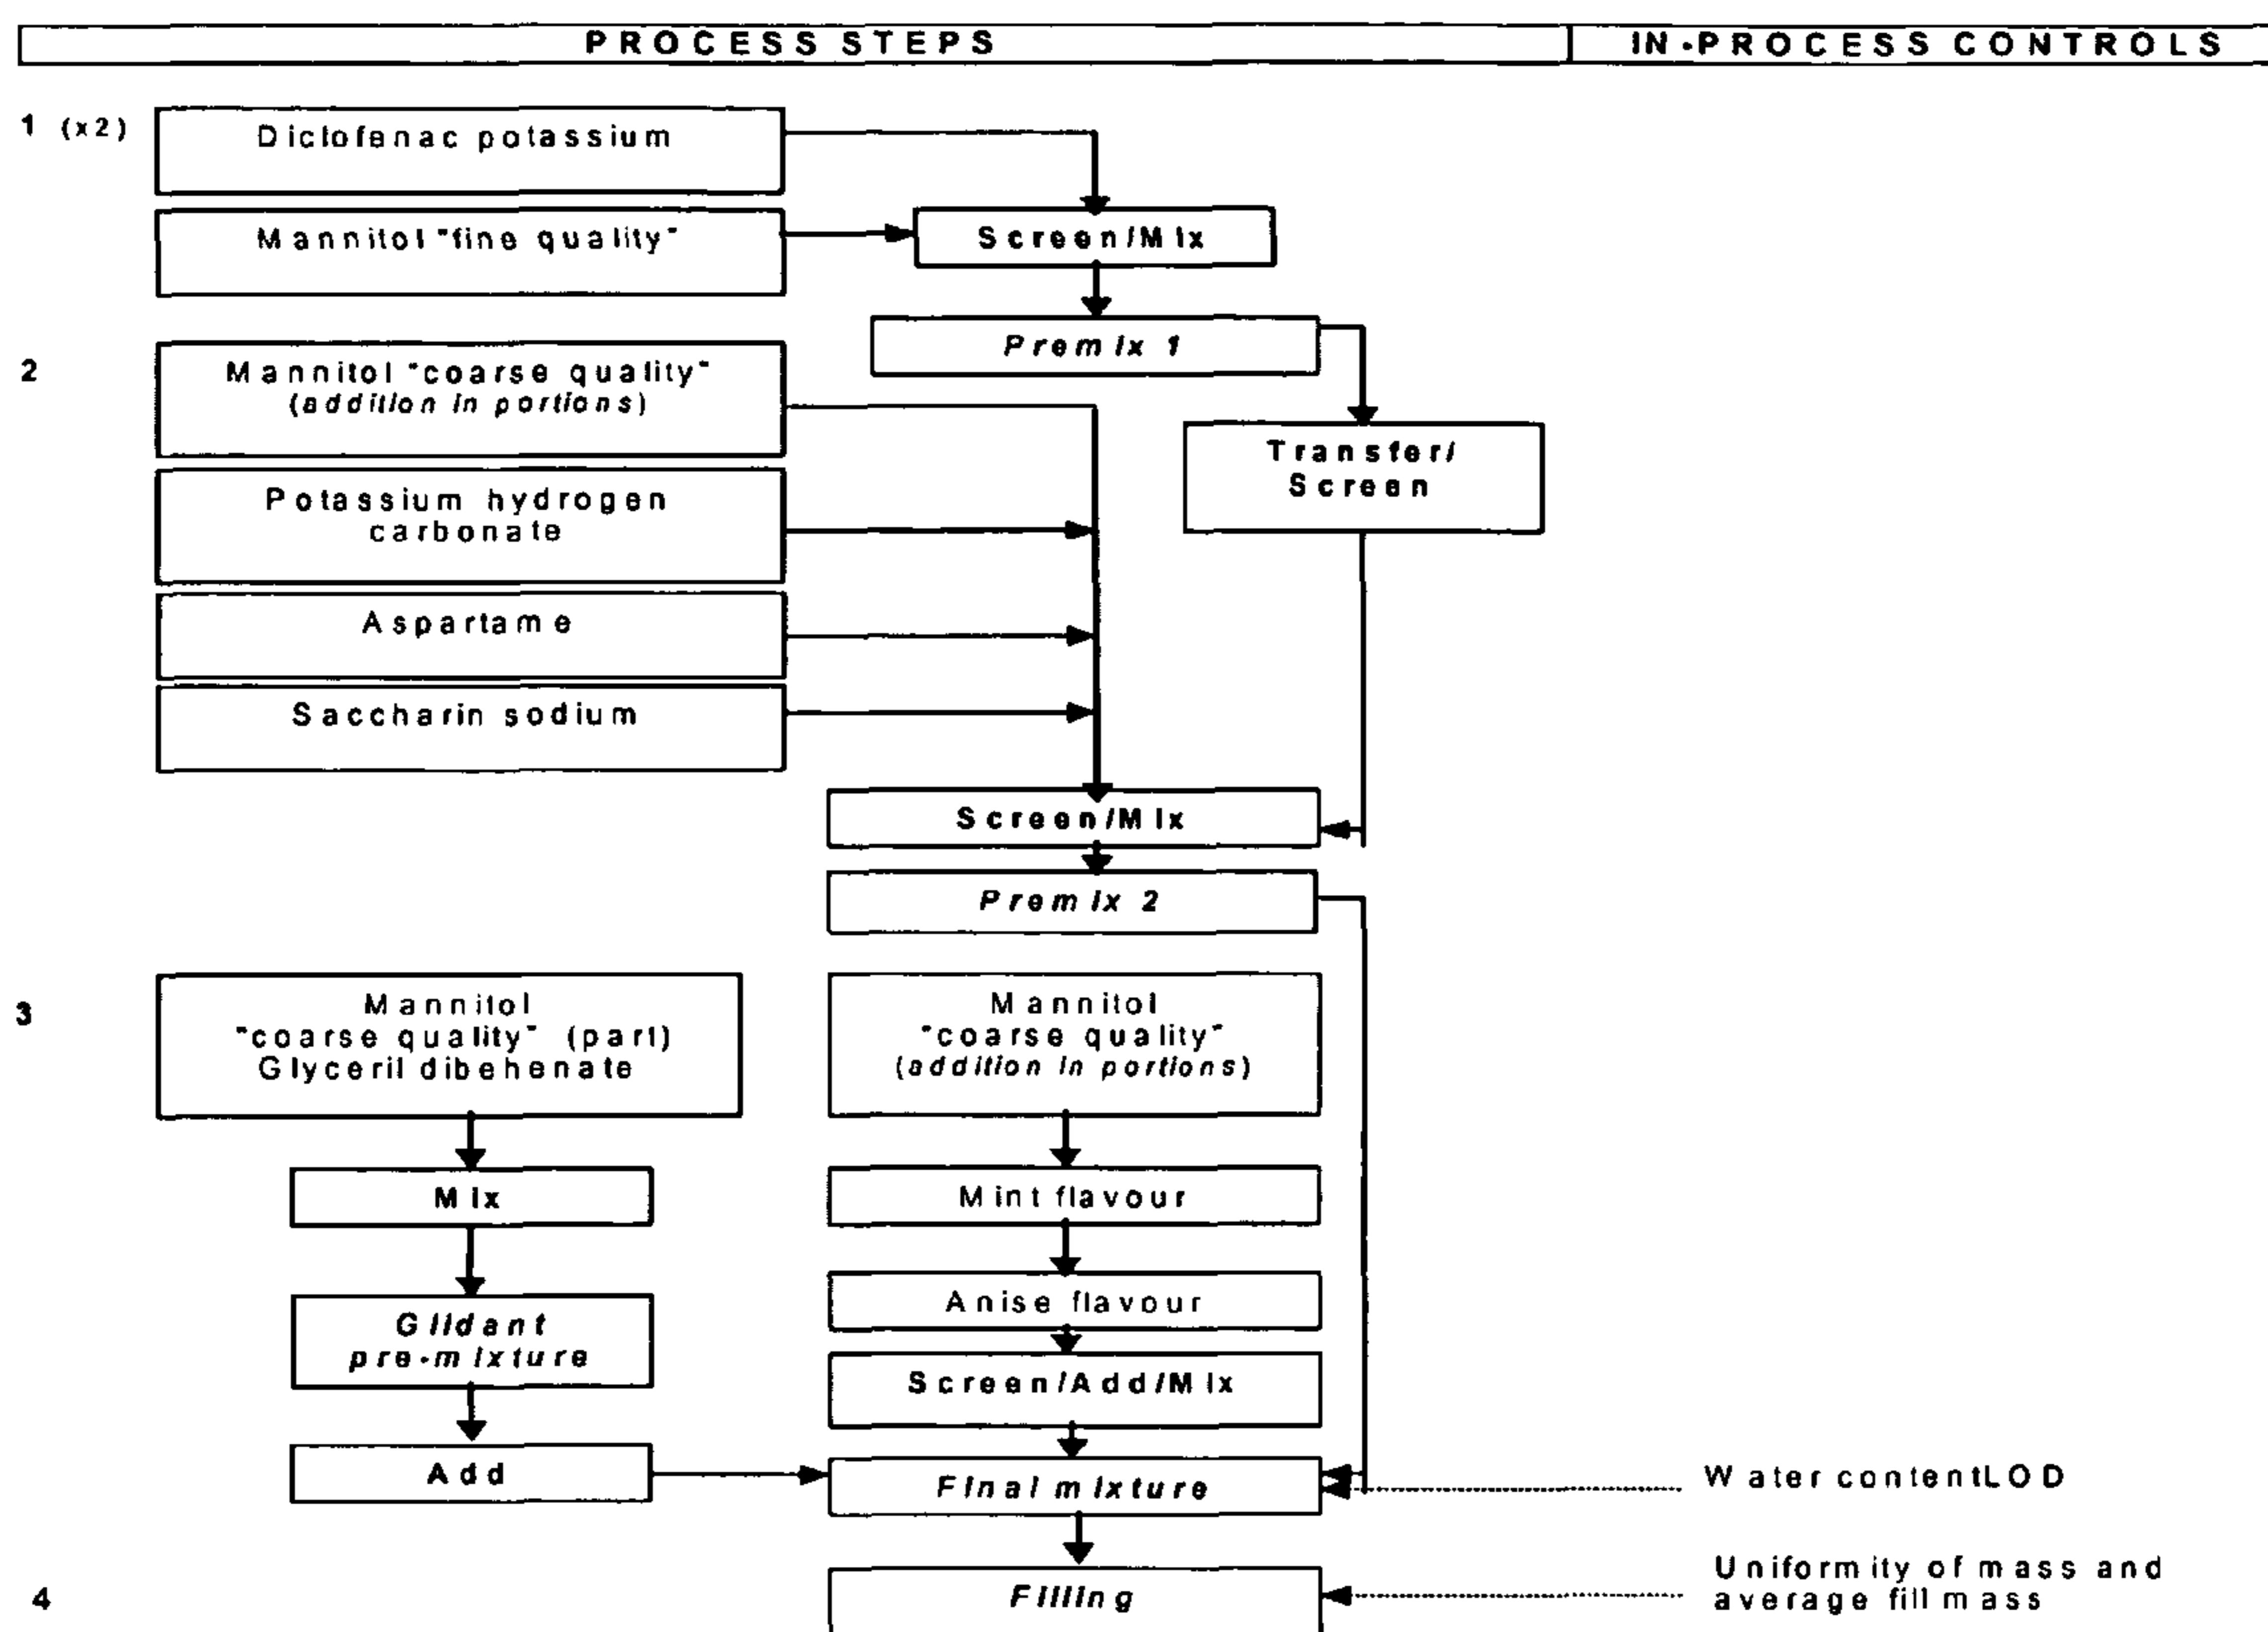 PROCESS STEPS
IN-PROCESS CONTROLS
1 (x2)
Diclofenac potassium
Mannitol "fine quality"
Screen/Mix
Premix 1
2
Mannitol "coarse quality"
(addition in portions)
Transfer/
Screen
Potassium hydrogen
carbonate
Aspartame
Saccharin sodium
Screen/Mix
Premix 2
3
Mannitol
"coarse quality" (part)
Glyceril dibehenate
Mannitol
"coarse quality"
(addition in portions)
Mix
Mint flavour
Glidant
pre-mixture
Anise flavour
Screen/Add/Mix
Add
Final mixture
Water contentLOD
4
Filling
Uniformity of mass and
average fill mass